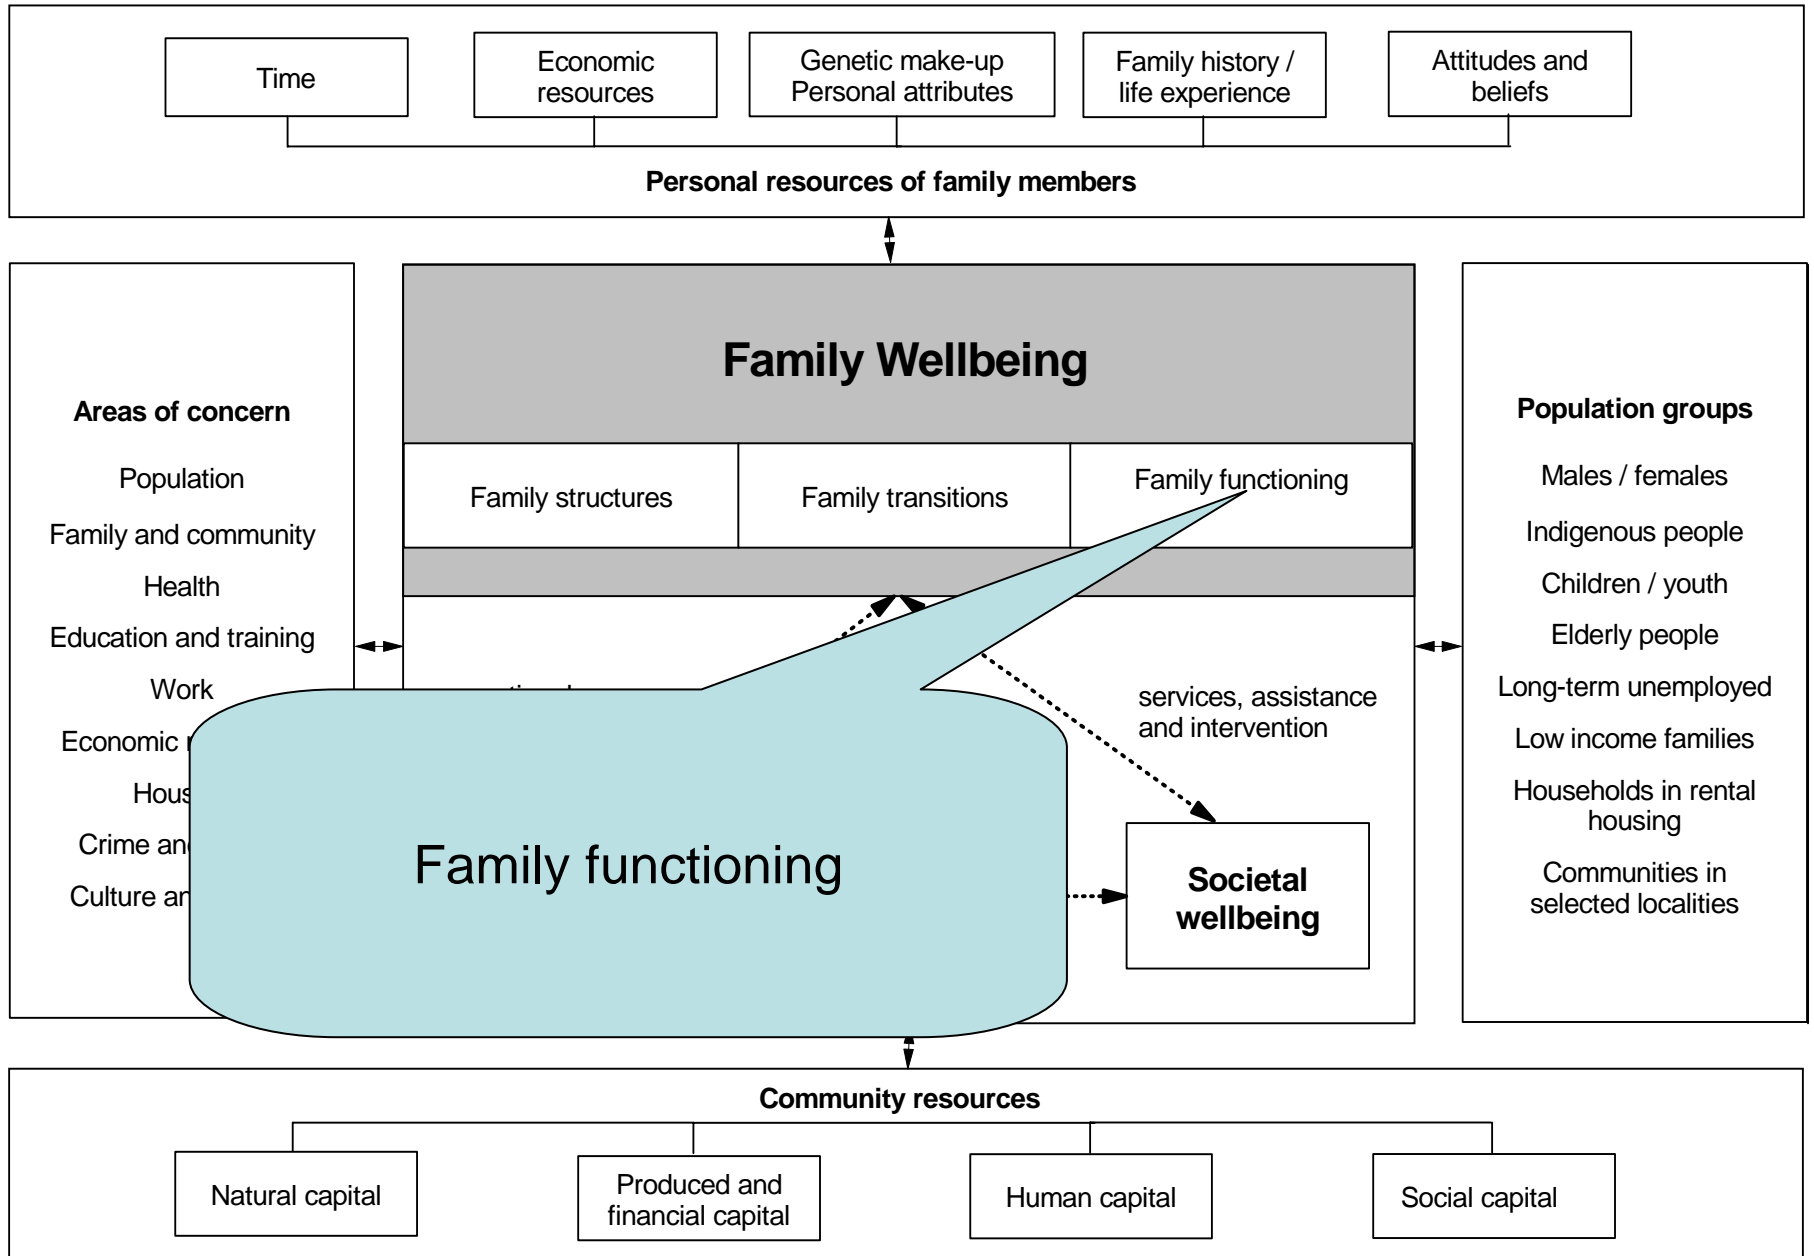 Time
Economic
resources
Genetic make-up
Personal attributes
Family history /
life experience
Attitudes and
beliefs
Personal resources of family members
Areas of concern
Population
Family and community
Health
Education and training
Work
Economic
Crime
Culture
Family Wellbeing
Family structures
Family transitions
Family functioning
services, assistance
and intervention
Family functioning
Societal
wellbeing
Population groups
Males / females
Indigenous people
Children / youth
Elderly people
Long-term unemployed
Low income families
Households in rental
housing
Communities in
selected localities
Community resources
Natural capital
Produced and
financial capital
Human capital
Social capital